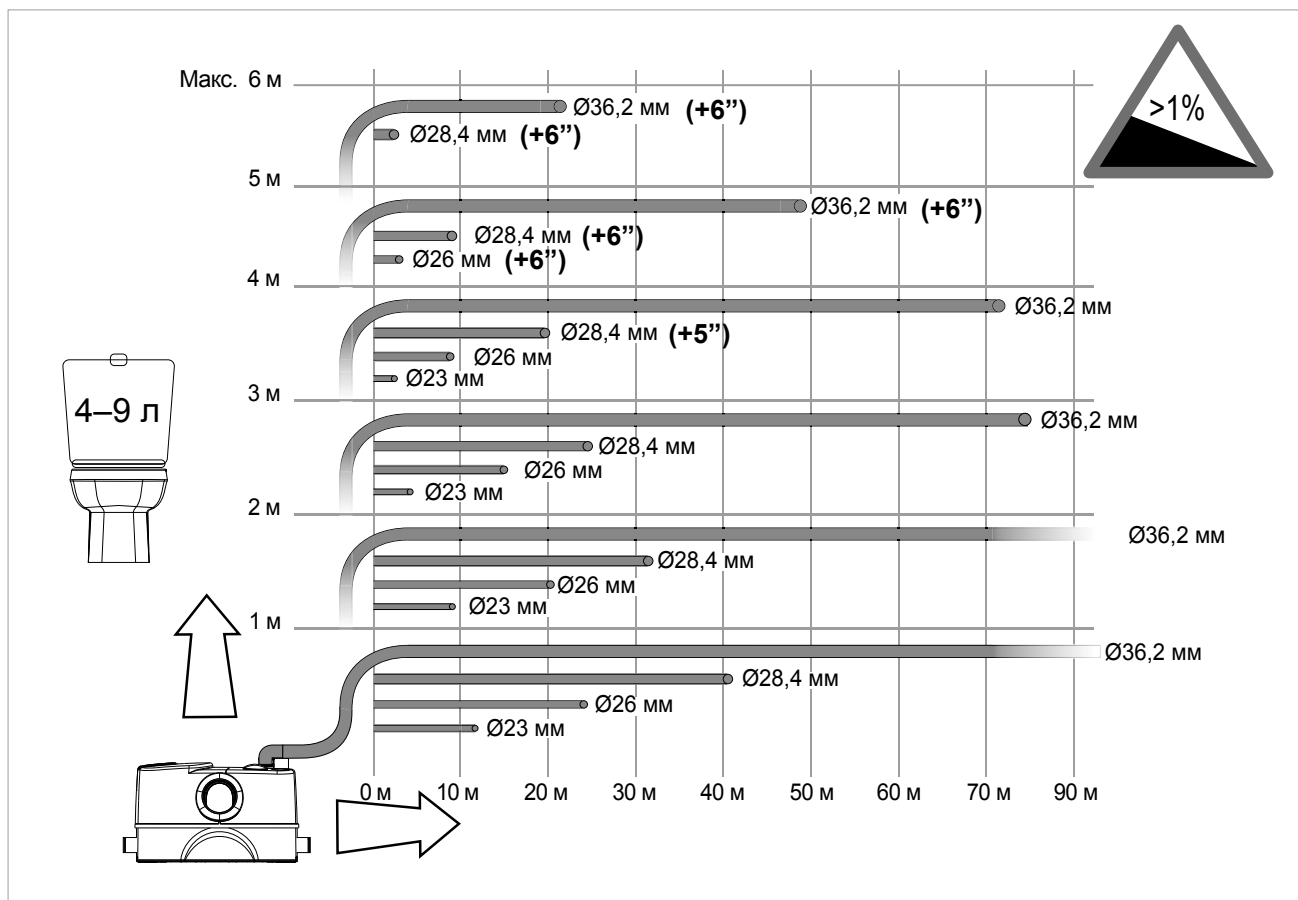 Макс. 6 м
>1%
Ø36,2 мм (+6”)
Ø28,4 мм (+6”)
5 м
Ø36,2 мм (+6”)
Ø28,4 мм (+6”)
Ø26 мм (+6”)
4 м
Ø36,2 мм
Ø28,4 мм (+5”)
Ø26 мм
Ø23 мм
3 м
4–9 л
Ø36,2 мм
Ø28,4 мм
Ø26 мм
Ø23 мм
2 м
Ø36,2 мм
Ø28,4 мм
Ø26 мм
Ø23 мм
1 м
Ø36,2 мм
Ø28,4 мм
Ø26 мм
Ø23 мм
0 м 10 м 20 м 30 м 40 м 50 м 60 м 70 м 90 м